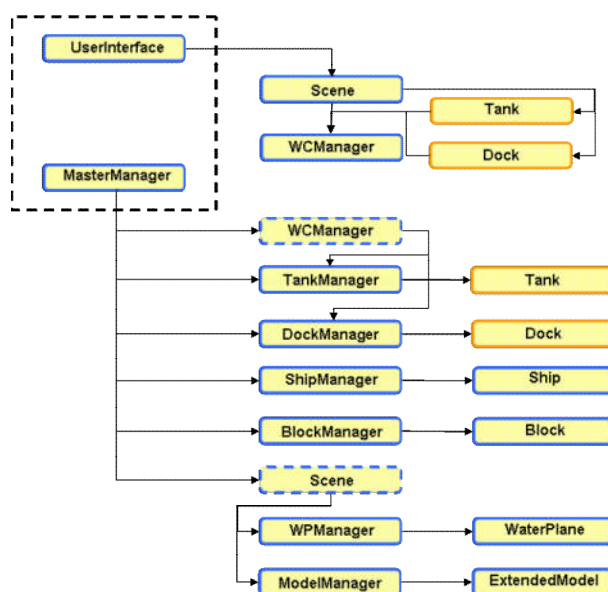 UserInterface
Scene
Tank
WCManager
Dock
MasterManager
WCManager
TankManager
Tank
DockManager
Dock
ShipManager
Ship
BlockManager
Block
Scene
WPManager
WaterPlane
ModelManager
ExtendedModel